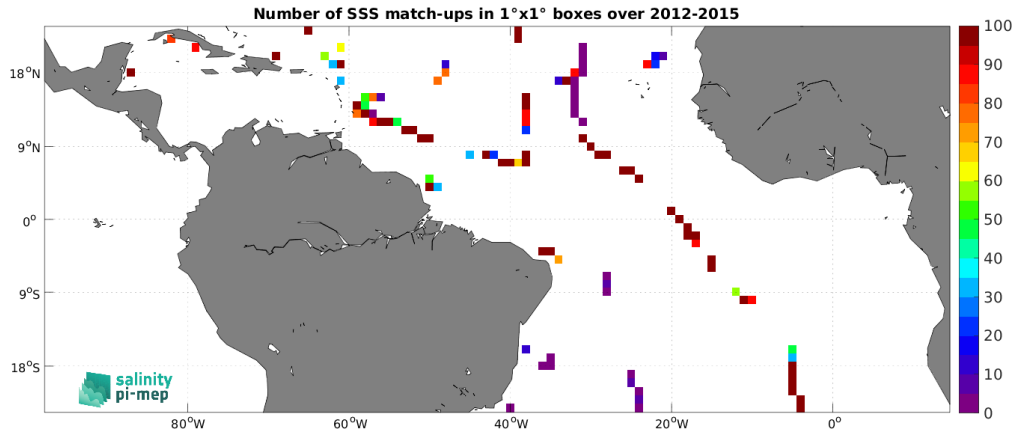 Number of SSS match-ups in 1°x1° boxes over 2012-2015
18°N
9°N
0°
9°S
18°S
80°W
60°W
40°W
20°W
0°
100
90
80
70
60
50
40
30
20
10
0
salinity
pi-mep